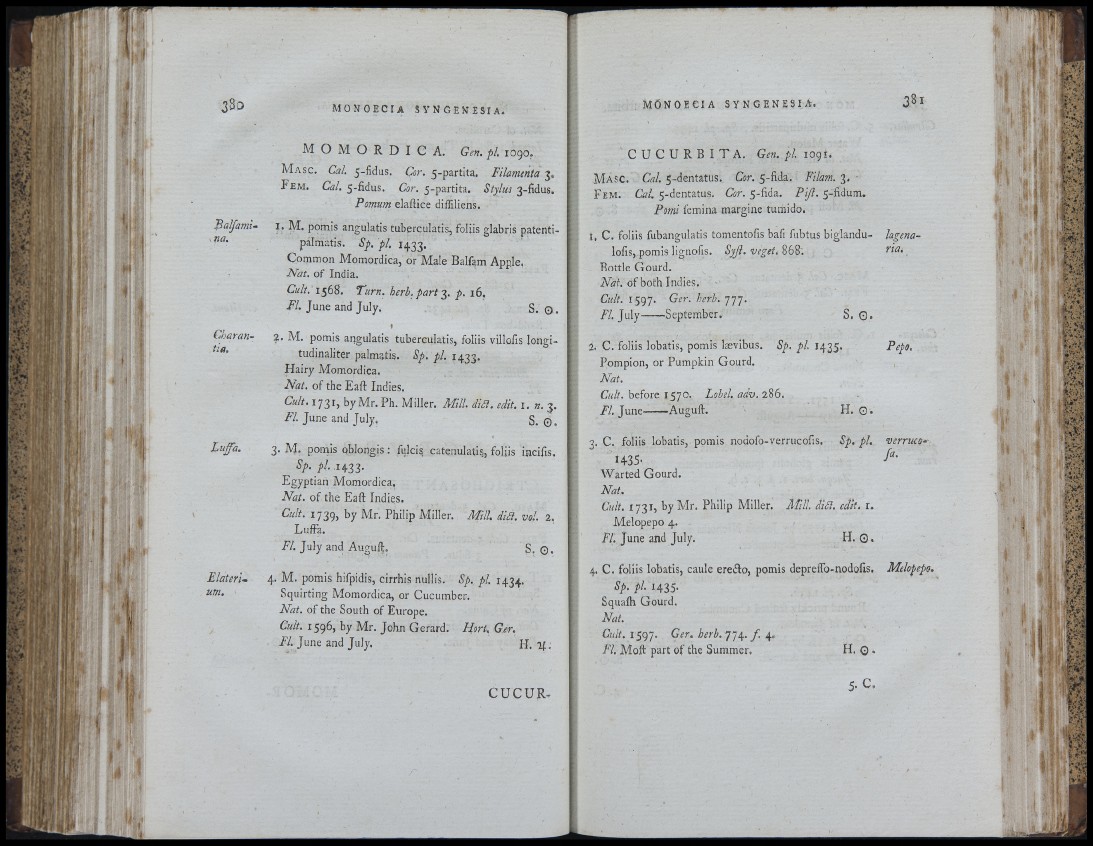 380
MONOECIA SYNGENESIA.
MOMORDICA. Gen. pl. 1090.
MASC. Cal. 5-fidus. Cor. 5-partita. Filamenta 3.
FEM. Cal. 5-fidus. Cor. 5-partita. Stylus 3-fidus.
Pomum elaſtice diſſiliens.
Balſami-
na.
1. M. pomis angulatis tuberculatis, foliis glabris patenti-
palmatis. Sp. pl. 1433.
Common Momordica, or Male Balſam Apple.
Nat. of India.
Cult. 1568. Turn. herb. part 3. p. 16.
Fl. June and July. S. ☉.
Charan-
tia.
2. M. pomis angulatis tuberculatis, foliis villoſis longi-
tudinaliter palmatis. Sp. pl. 1433.
Hairy Momordica.
Nat. of the Eaſt Indies.
Cult. 1731, by Mr. Ph. Miller. Mill. dict. edit. 1. n. 3.
Fl. June and July. S. ☉.
Luffa.
3. M. pomis oblongis: ſulcis catenulatis, foliis inciſis.
Sp. pl. 1433.
Egyptian Momordica.
Nat. of the Eaſt Indies.
Cult. 1739, by Mr. Philip Miller. Mill. dict. vol. 2.
Luffa.
Fl. July and Auguſt. S. ☉.
Elateri-
um.
4. M. pomis hiſpidis, cirrhis nullis. Sp. pl. 1434.
Squirting Momordica, or Cucumber.
Nat. of the South of Europe.
Cult. 1596, by Mr. John Gerard. Hort. Ger.
Fl. June and July. H. ♃.
CUCUR-
MONOECIA SYNGENESIA.
381
CUCURBITA. Gen. pl. 1091.
MASC. Cal. 5-dentatus. Cor. 5-fida. Filam. 3.
FEM. Cal. 5-dentatus. Cor. 5-fida. Piſt. 5-fidum.
Pomi ſemina margine tumido.
1. C. foliis ſubangulatis tomentoſis baſi ſubtus biglandu-
loſis, pomis lignoſis. Syſt. veget. 868.
lagena-
ria.
Bottle Gourd.
Nat. of both Indies.
Cult. 1597. Ger. herb. 777.
Fl. July——September. S. ☉.
2. C. foliis lobatis, pomis lævibus. Sp. pl. 1435.
Pepo.
Pompion, or Pumpkin Gourd.
Nat.
Cult. before 1570. Lobel. adv. 286.
Fl. June——Auguſt. H. ☉.
3. C. foliis lobatis, pomis nodoſo-verrucoſis. Sp. pl.
1435.
verruco-
ſa.
Warted Gourd.
Nat.
Cult. 1731, by Mr. Philip Miller. Mill. dict. edit. 1.
Melopepo 4.
Fl. June and July. H. ☉.
4. C. foliis lobatis, caule erecto, pomis depreſſo-nodoſis.
Melopepo.
Sp. pl. 1435.
Squaſh Gourd.
Nat.
Cult. 1597. Ger. herb. 774. f. 4.
Fl. Moſt part of the Summer. H. ☉.
5. C.